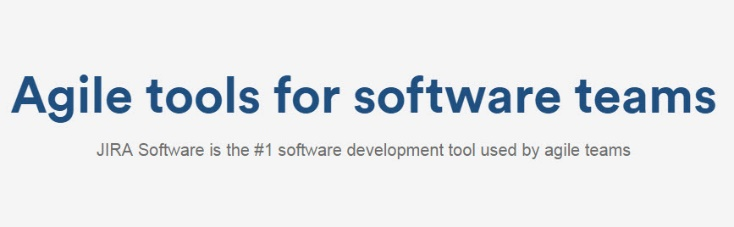 Agile tools for software teams
JIRA Software is the #1 software development tool used by agile teams